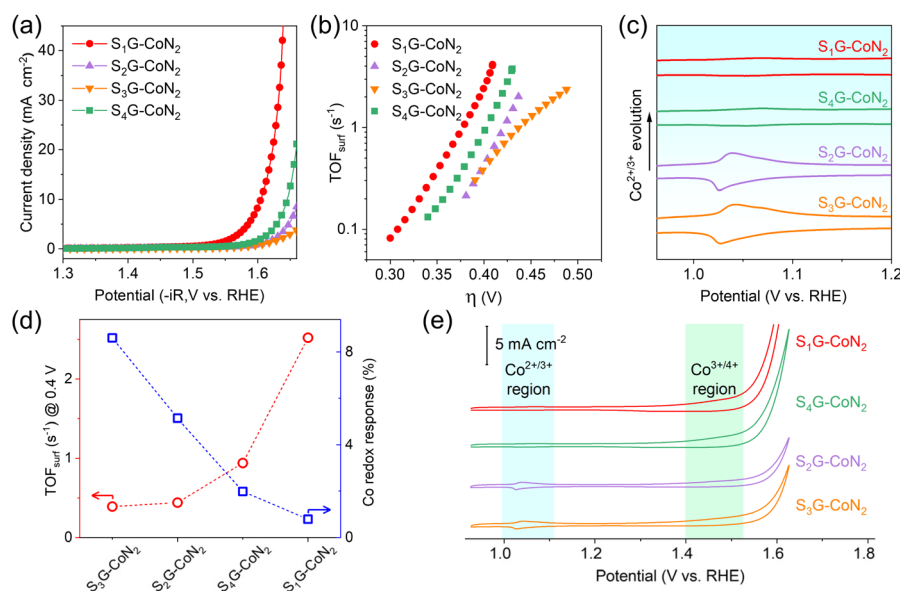 (a)
S₁G-CoN₂
S₂G-CoN₂
S₃G-CoN₂
S₄G-CoN₂
Current density (mA cm⁻²)
40
30
20
10
0
1.3 1.4 1.5 1.6
Potential (-iR,V vs. RHE)
(b)
S₁G-CoN₂
S₂G-CoN₂
S₃G-CoN₂
S₄G-CoN₂
TOFsurf (s⁻¹)
10
1
0.1
0.30 0.35 0.40 0.45 0.50
η (V)
(c)
S₁G-CoN₂
S₄G-CoN₂
S₂G-CoN₂
S₃G-CoN₂
Co²⁺/³⁺ evolution
1.0 1.1 1.2
Potential (V vs. RHE)
(d)
TOFsurf (s⁻¹) @ 0.4 V
2
1
0
Co redox response (%)
8
4
0
S₃G-CoN₂ S₂G-CoN₂ S₄G-CoN₂ S₁G-CoN₂
(e)
5 mA cm⁻²
Co²⁺/³⁺
region
Co³⁺/⁴⁺
region
S₁G-CoN₂
S₄G-CoN₂
S₂G-CoN₂
S₃G-CoN₂
1.0 1.2 1.4 1.6 1.8
Potential (V vs. RHE)